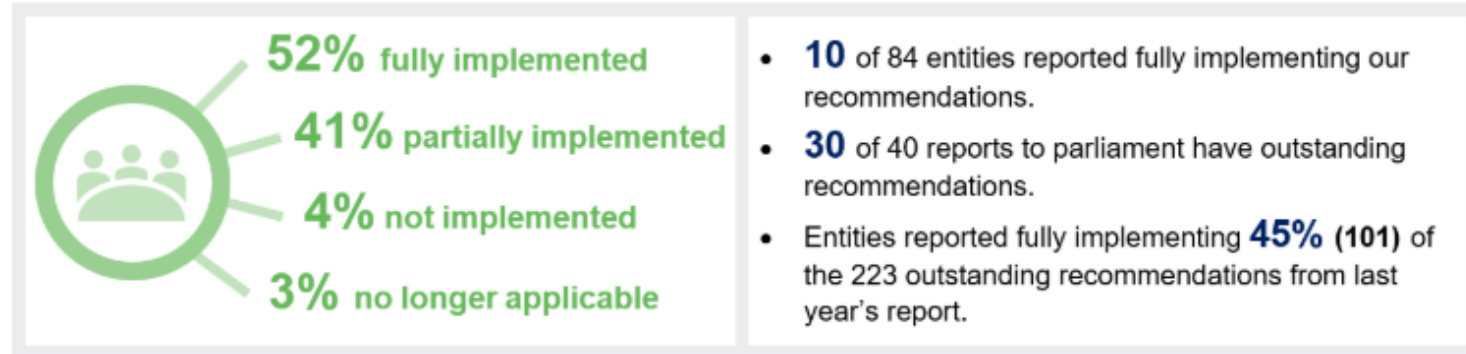 52% fully implemented
41% partially implemented
4% not implemented
3% no longer applicable
• 10 of 84 entities reported fully implementing our
recommendations.
• 30 of 40 reports to parliament have outstanding
recommendations.
• Entities reported fully implementing 45% (101) of
the 223 outstanding recommendations from last
year's report.